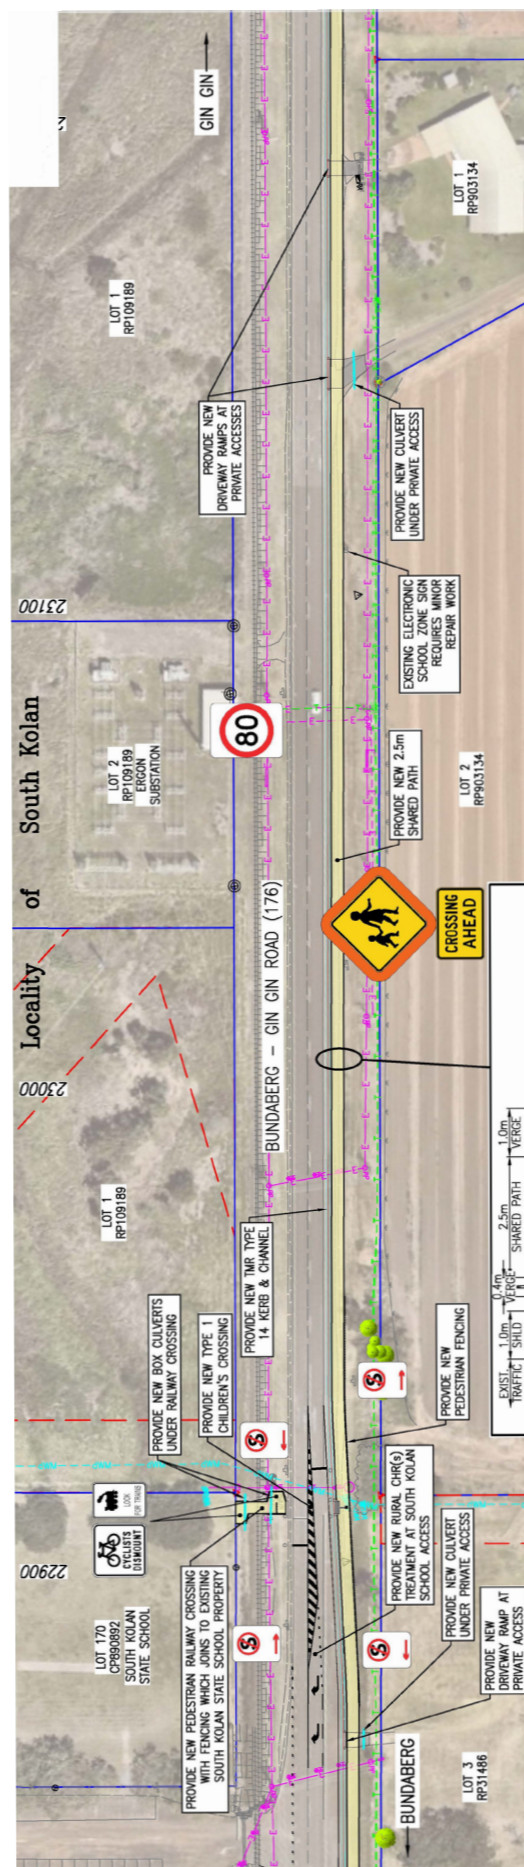 GIN GIN
LOT 1
RP903134
LOT 1
RP109189
PROVIDE NEW
DRIVEWAY RAMPS AT
PRIVATE ACCESSES
PROVIDE NEW CULVERT
UNDER PRIVATE ACCESS
23100
EXISTING ELECTRONIC
SCHOOL ZONE SIGN
REQUIRES MINOR
REPAIR WORK
Locality of South Kolan
LOT 2
RP109189
ERGON
SUBSTATION
80
PROVIDE NEW 2.5m
SHARED PATH
LOT 2
RP903134
BUNDABERG – GIN GIN ROAD (176)
CROSSING
AHEAD
23000
LOT 1
RP109189
PROVIDE NEW TMR TYPE
14 KERB & CHANNEL
EXIST.
TRAFFIC
1.0m
SHLD
0.4m
VERGE
2.5m
SHARED PATH
1.0m
VERGE
PROVIDE NEW BOX CULVERTS
UNDER RAILWAY CROSSING
PROVIDE NEW TYPE 1
CHILDREN'S CROSSING
PROVIDE NEW
PEDESTRIAN FENCING
S
S
LOOK
FOR TRAINS
CYCLISTS
DISMOUNT
22900
LOT 170
CP890892
SOUTH KOLAN
STATE SCHOOL
PROVIDE NEW PEDESTRIAN RAILWAY CROSSING
WITH FENCING WHICH JOINS TO EXISTING
SOUTH KOLAN STATE SCHOOL PROPERTY
PROVIDE NEW RURAL CHR(s)
TREATMENT AT SOUTH KOLAN
SCHOOL ACCESS
S
S
PROVIDE NEW CULVERT
UNDER PRIVATE ACCESS
PROVIDE NEW
DRIVEWAY RAMP AT
PRIVATE ACCESS
BUNDABERG
LOT 3
RP31486